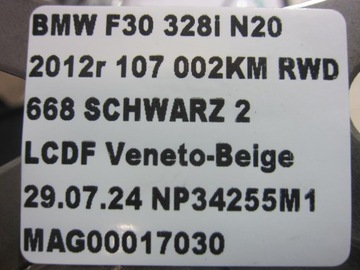 BMW F30 328i N20
2012r 107 002KM RWD
668 SCHWARZ 2
LCDF Veneto-Beige
29.07.24 NP34255M1
MAG00017030